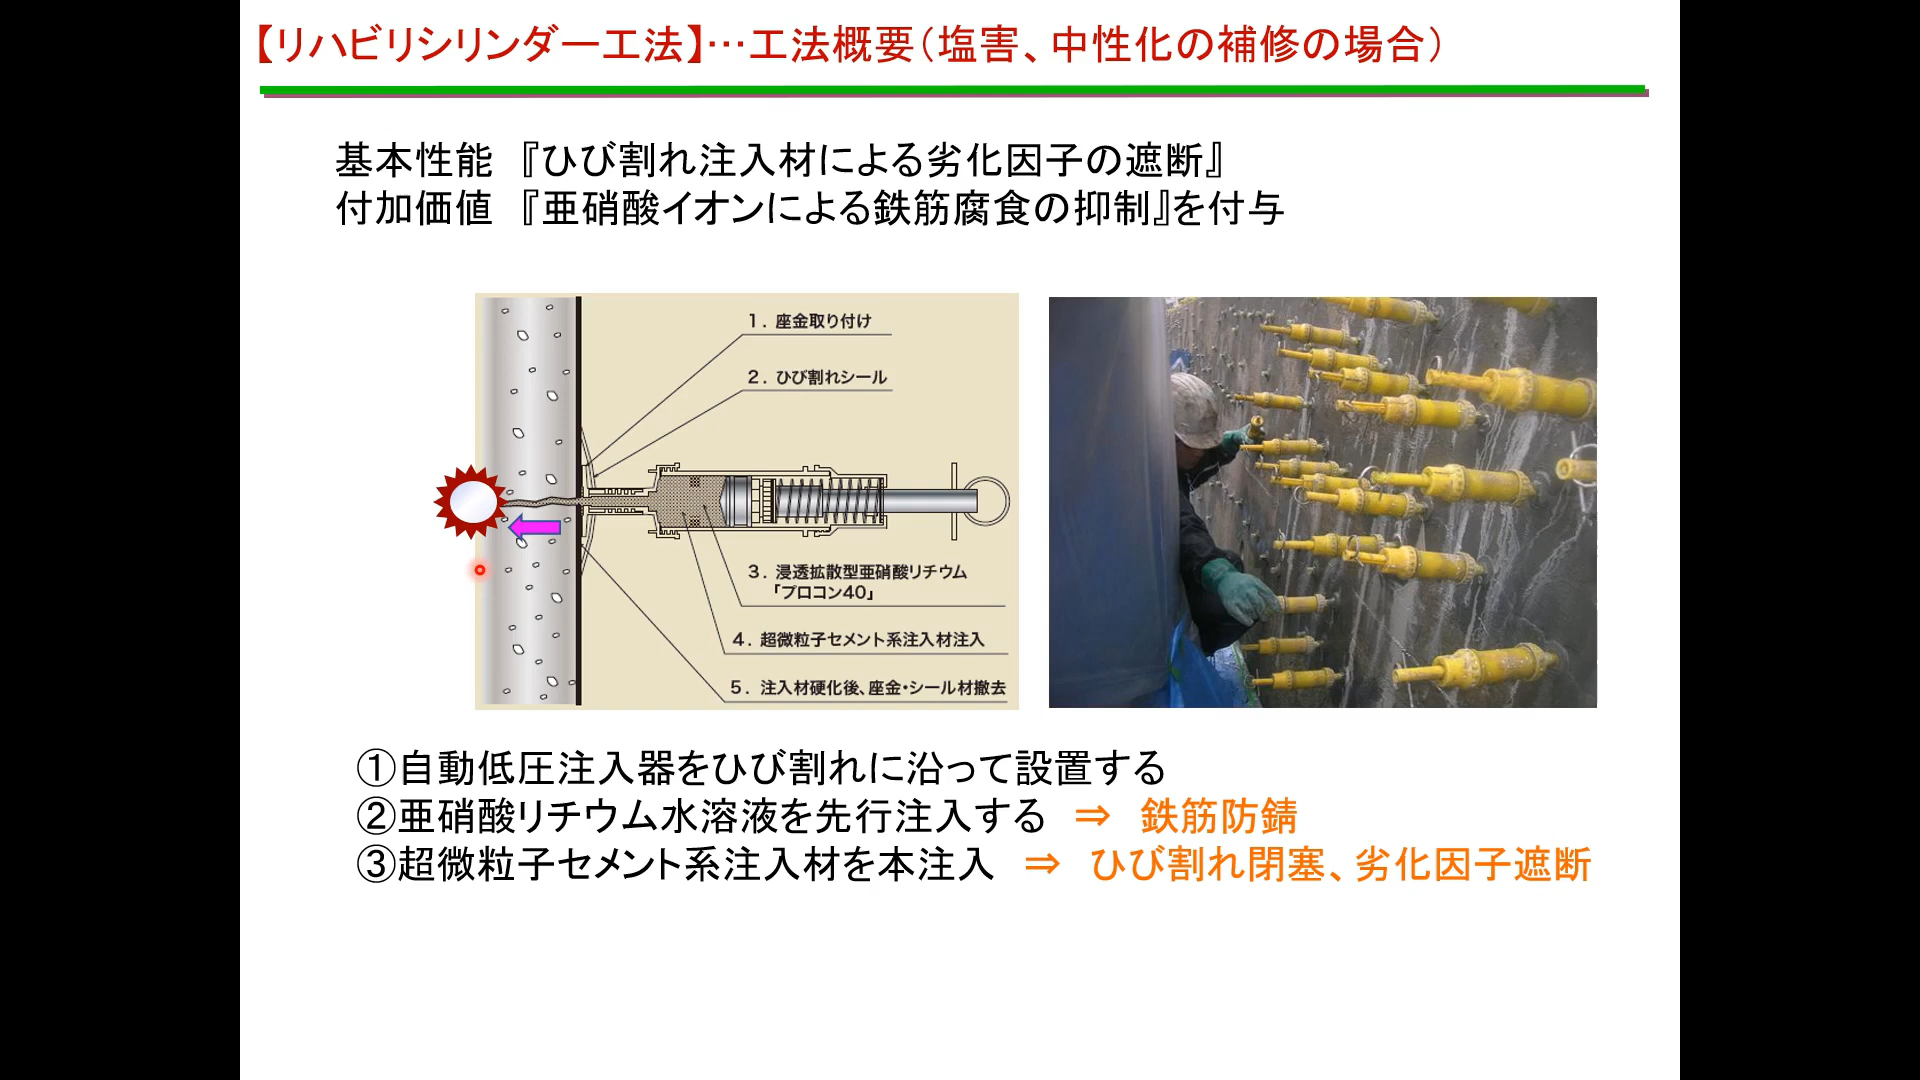 【リハビリシリンダー工法】…工法概要（塩害、中性化の補修の場合）
基本性能　『ひび割れ注入材による劣化因子の遮断』
付加価値　『亜硝酸イオンによる鉄筋腐食の抑制』を付与
1．座金取り付け
2．ひび割れシール
3．浸透拡散型亜硝酸リチウム
「プロコン40」
4．超微粒子セメント系注入材注入
5．注入材硬化後、座金・シール材撤去
①自動低圧注入器をひび割れに沿って設置する
②亜硝酸リチウム水溶液を先行注入する　⇒　鉄筋防錆
③超微粒子セメント系注入材を本注入　⇒　ひび割れ閉塞、劣化因子遮断